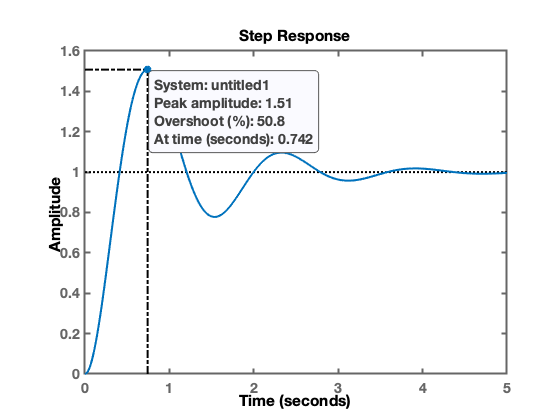 Step Response
1.6
1.4
1.2
1
0.8
0.6
0.4
0.2
0
Amplitude
System: untitled1
Peak amplitude: 1.51
Overshoot (%): 50.8
At time (seconds): 0.742
0 1 2 3 4 5
Time (seconds)